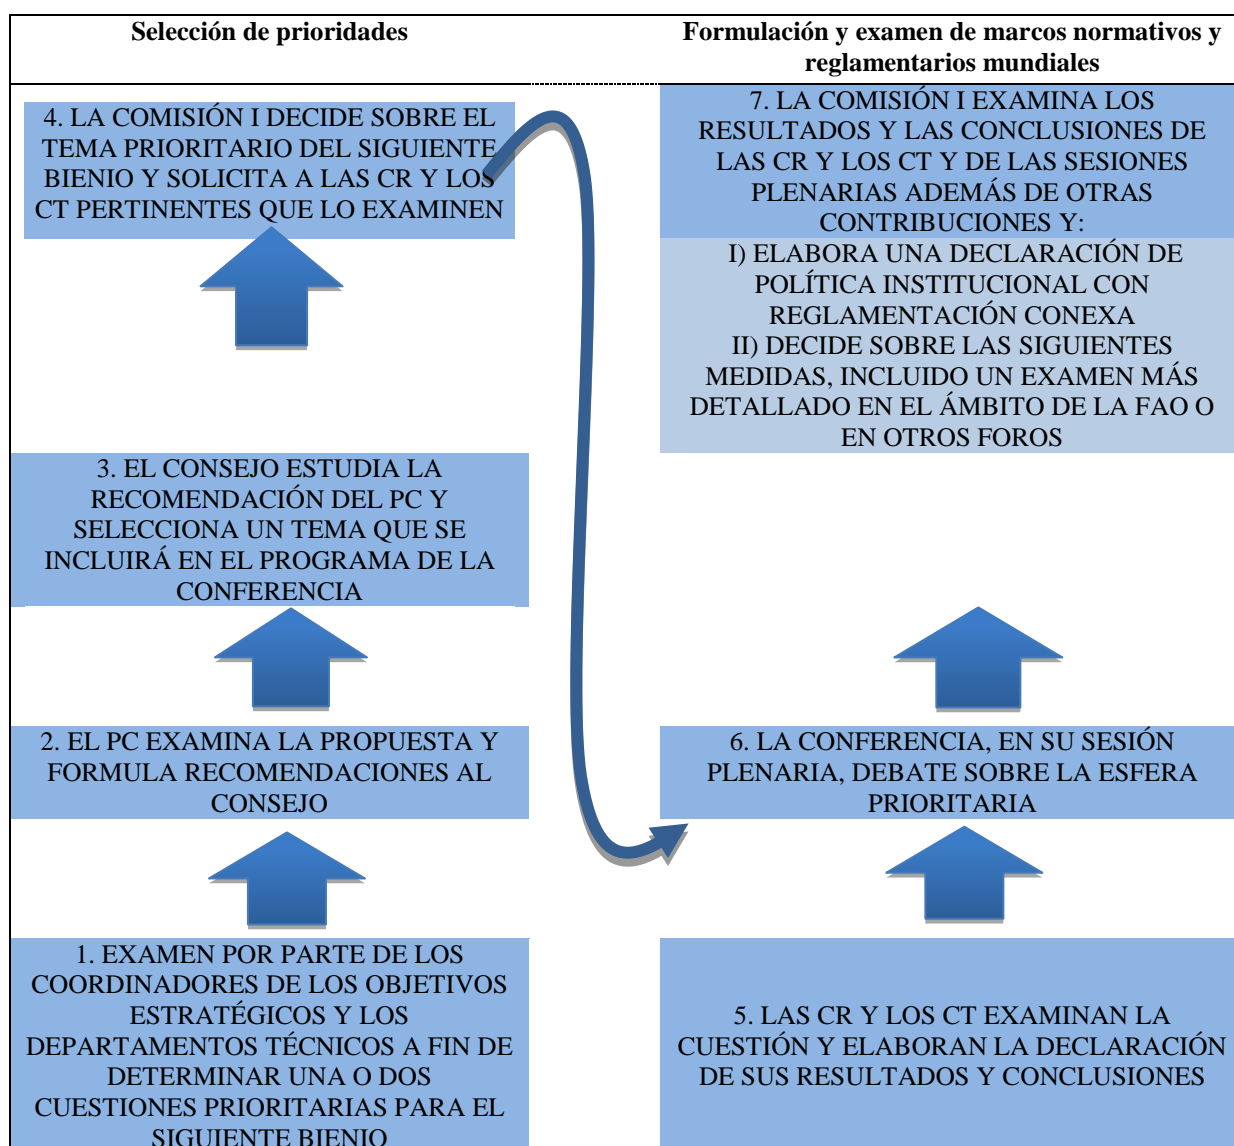 Selección de prioridades
Formulación y examen de marcos normativos y
reglamentarios mundiales
4. LA COMISIÓN I DECIDE SOBRE EL
TEMA PRIORITARIO DEL SIGUIENTE
BIENIO Y SOLICITA A LAS CR Y LOS
CT PERTINENTES QUE LO EXAMINEN
3. EL CONSEJO ESTUDIA LA
RECOMENDACIÓN DEL PC Y
SELECCIONA UN TEMA QUE SE
INCLUIRÁ EN EL PROGRAMA DE LA
CONFERENCIA
2. EL PC EXAMINA LA PROPUESTA Y
FORMULA RECOMENDACIONES AL
CONSEJO
1. EXAMEN POR PARTE DE LOS
COORDINADORES DE LOS OBJETIVOS
ESTRATÉGICOS Y LOS
DEPARTAMENTOS TÉCNICOS A FIN DE
DETERMINAR UNA O DOS
CUESTIONES PRIORITARIAS PARA EL
SIGUIENTE BIENIO
7. LA COMISIÓN I EXAMINA LOS
RESULTADOS Y LAS CONCLUSIONES DE
LAS CR Y LOS CT Y DE LAS SESIONES
PLENARIAS ADEMÁS DE OTRAS
CONTRIBUCIONES Y:
I) ELABORA UNA DECLARACIÓN DE
POLÍTICA INSTITUCIONAL CON
REGLAMENTACIÓN CONEXA
II) DECIDE SOBRE LAS SIGUIENTES
MEDIDAS, INCLUIDO UN EXAMEN MÁS
DETALLADO EN EL ÁMBITO DE LA FAO O
EN OTROS FOROS
6. LA CONFERENCIA, EN SU SESIÓN
PLENARIA, DEBATE SOBRE LA ESFERA
PRIORITARIA
5. LAS CR Y LOS CT EXAMINAN LA
CUESTIÓN Y ELABORAN LA DECLARACIÓN
DE SUS RESULTADOS Y CONCLUSIONES